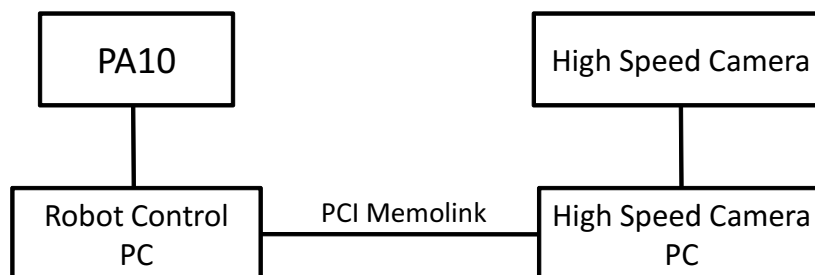 PA10
High Speed Camera
Robot Control
PC
PCI Memolink
High Speed Camera
PC